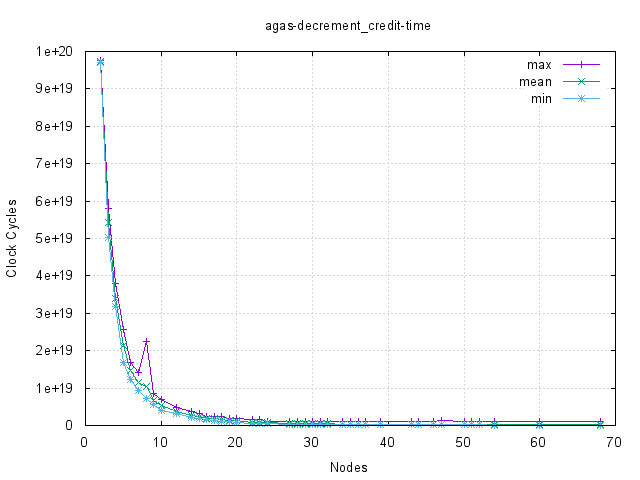 agas-decrement_credit-time
max
mean
min
1e+20
9e+19
8e+19
7e+19
6e+19
5e+19
4e+19
3e+19
2e+19
1e+19
0
Clock Cycles
0 10 20 30 40 50 60 70
Nodes